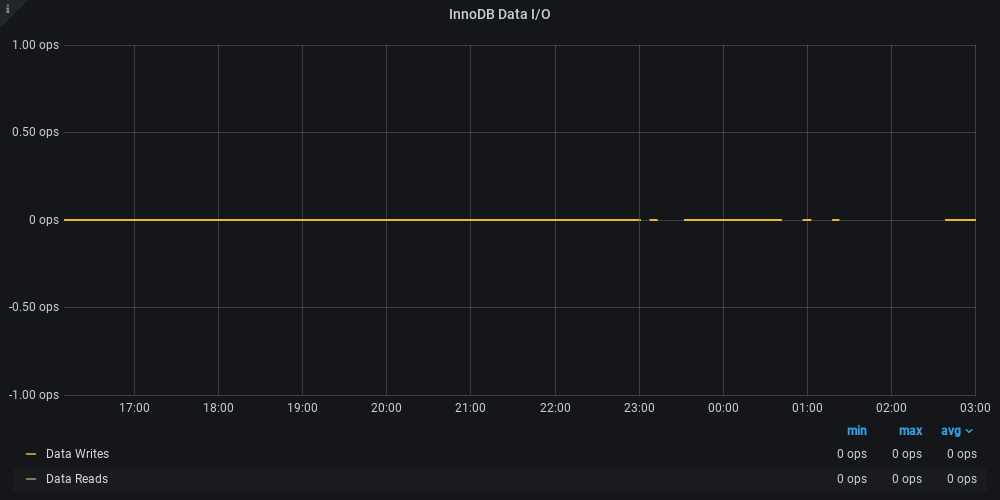 i
InnoDB Data I/O
1.00 ops
0.50 ops
0 ops
-0.50 ops
-1.00 ops
17:00 18:00 19:00 20:00 21:00 22:00 23:00 00:00 01:00 02:00 03:00
min max avg
Data Writes 0 ops 0 ops 0 ops
Data Reads 0 ops 0 ops 0 ops